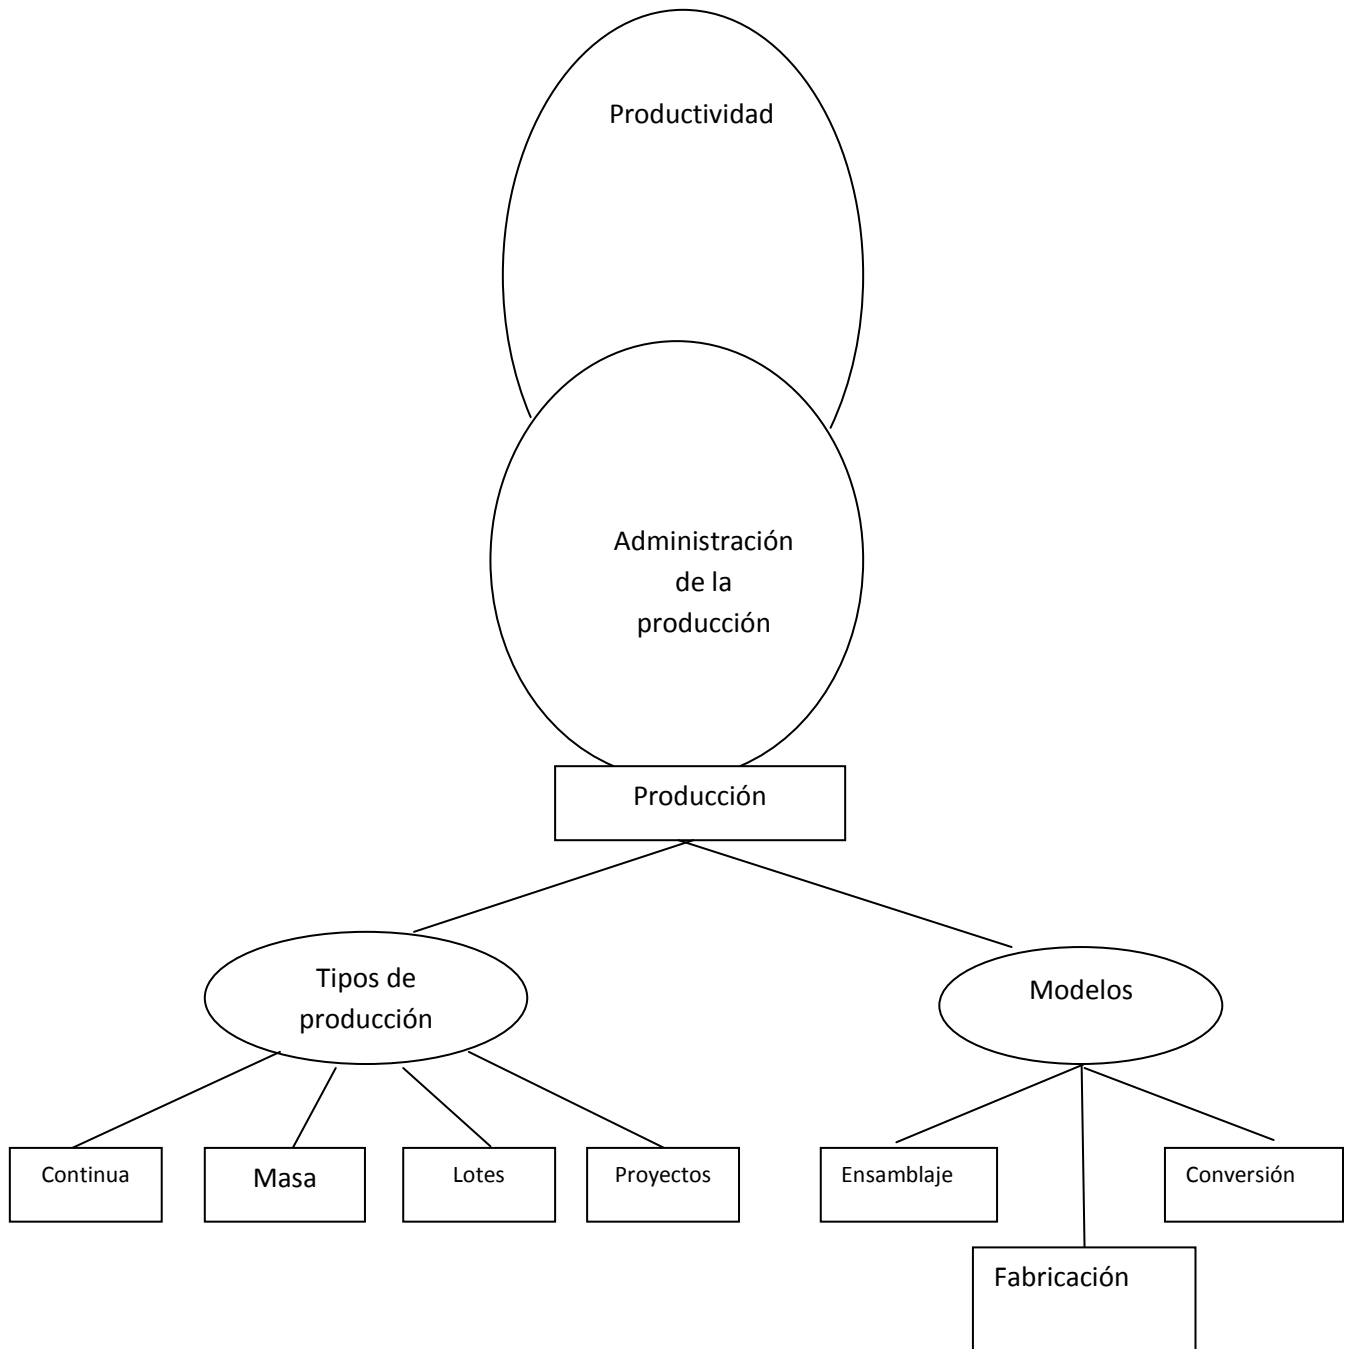 Productividad
Administración
de la
producción
Producción
Tipos de
producción
Modelos
Continua
Masa
Lotes
Proyectos
Ensamblaje
Conversión
Fabricación